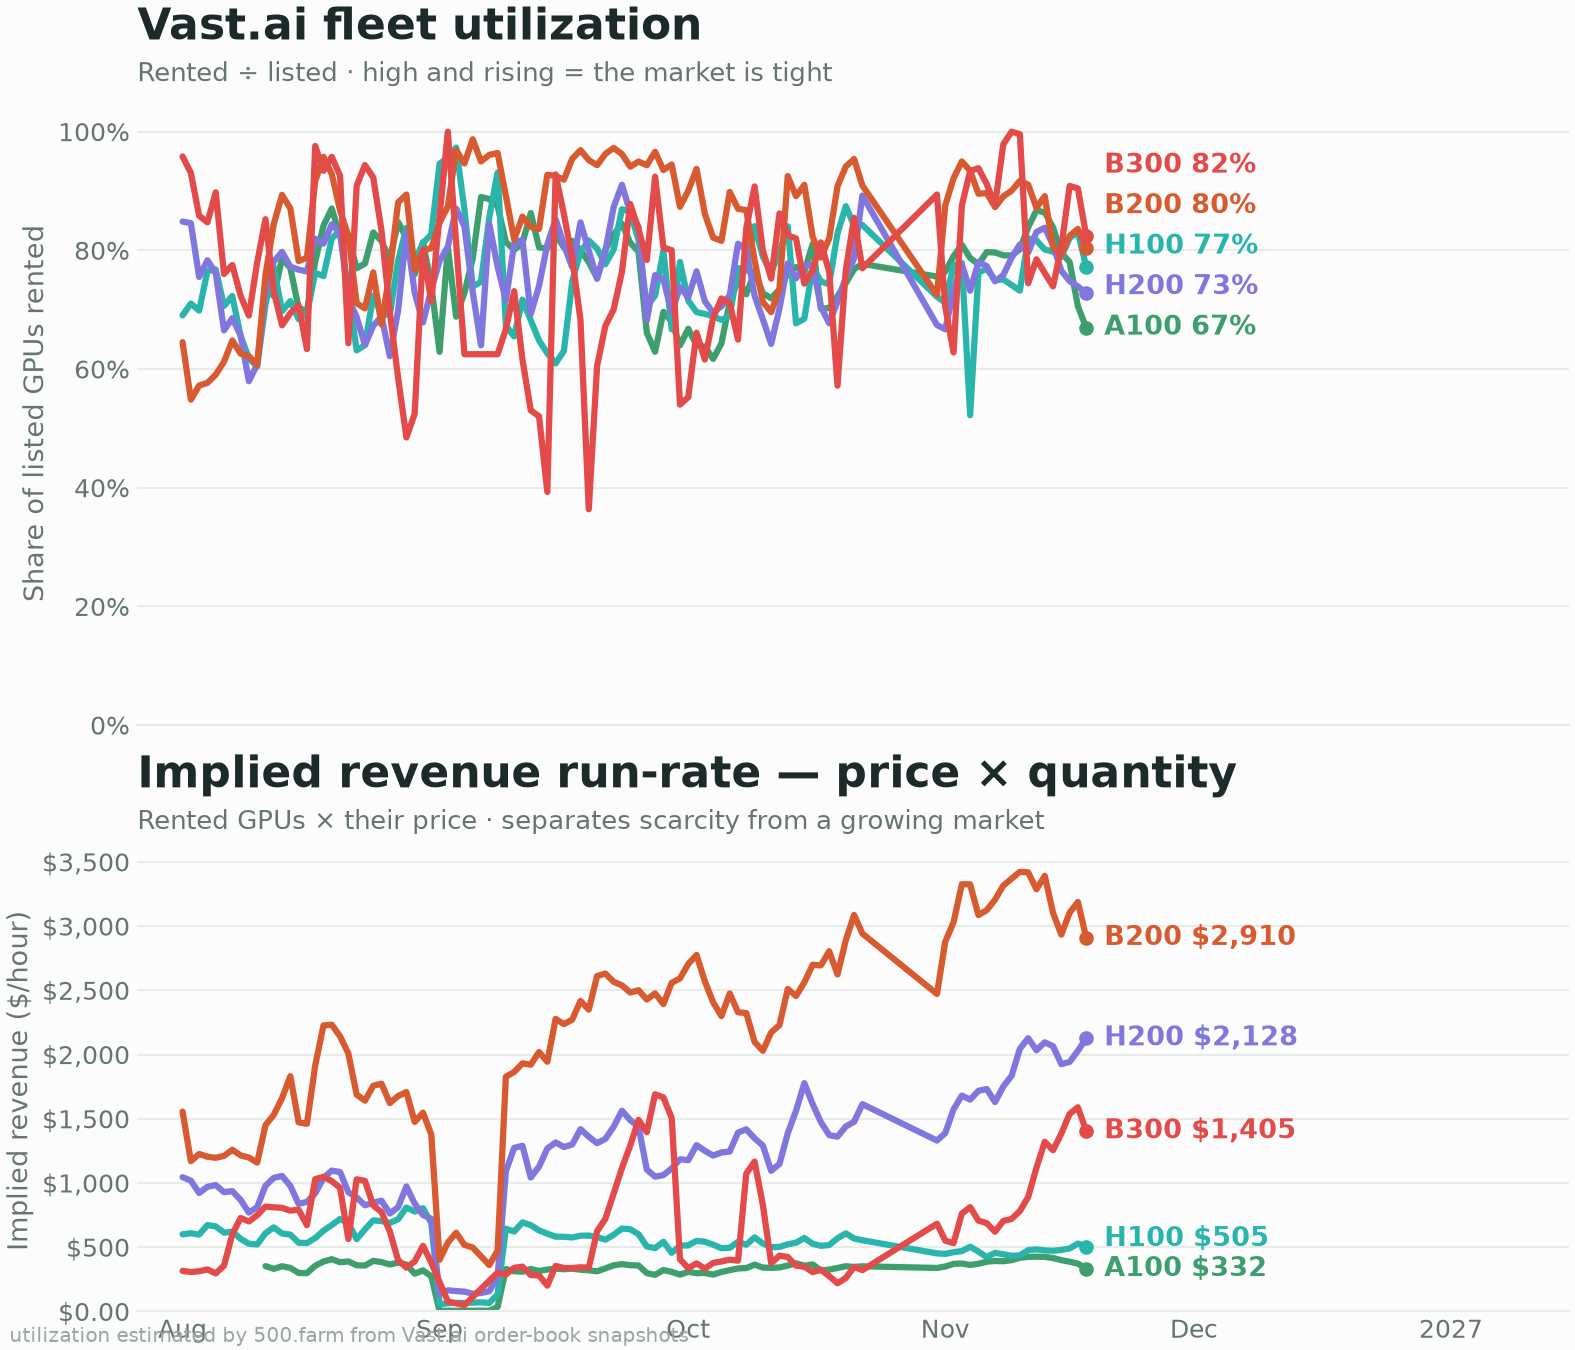 Vast.ai fleet utilization
Rented ÷ listed · high and rising = the market is tight
Share of listed GPUs rented
100%
80%
60%
40%
20%
0%
B300 82%
B200 80%
H100 77%
H200 73%
A100 67%
Implied revenue run-rate — price × quantity
Rented GPUs × their price · separates scarcity from a growing market
Implied revenue ($/hour)
$3,500
$3,000
$2,500
$2,000
$1,500
$1,000
$500
$0.00
B200 $2,910
H200 $2,128
B300 $1,405
H100 $505
A100 $332
Aug Sep Oct Nov Dec 2027
utilization estimated by 500.farm from Vast.ai order-book snapshots